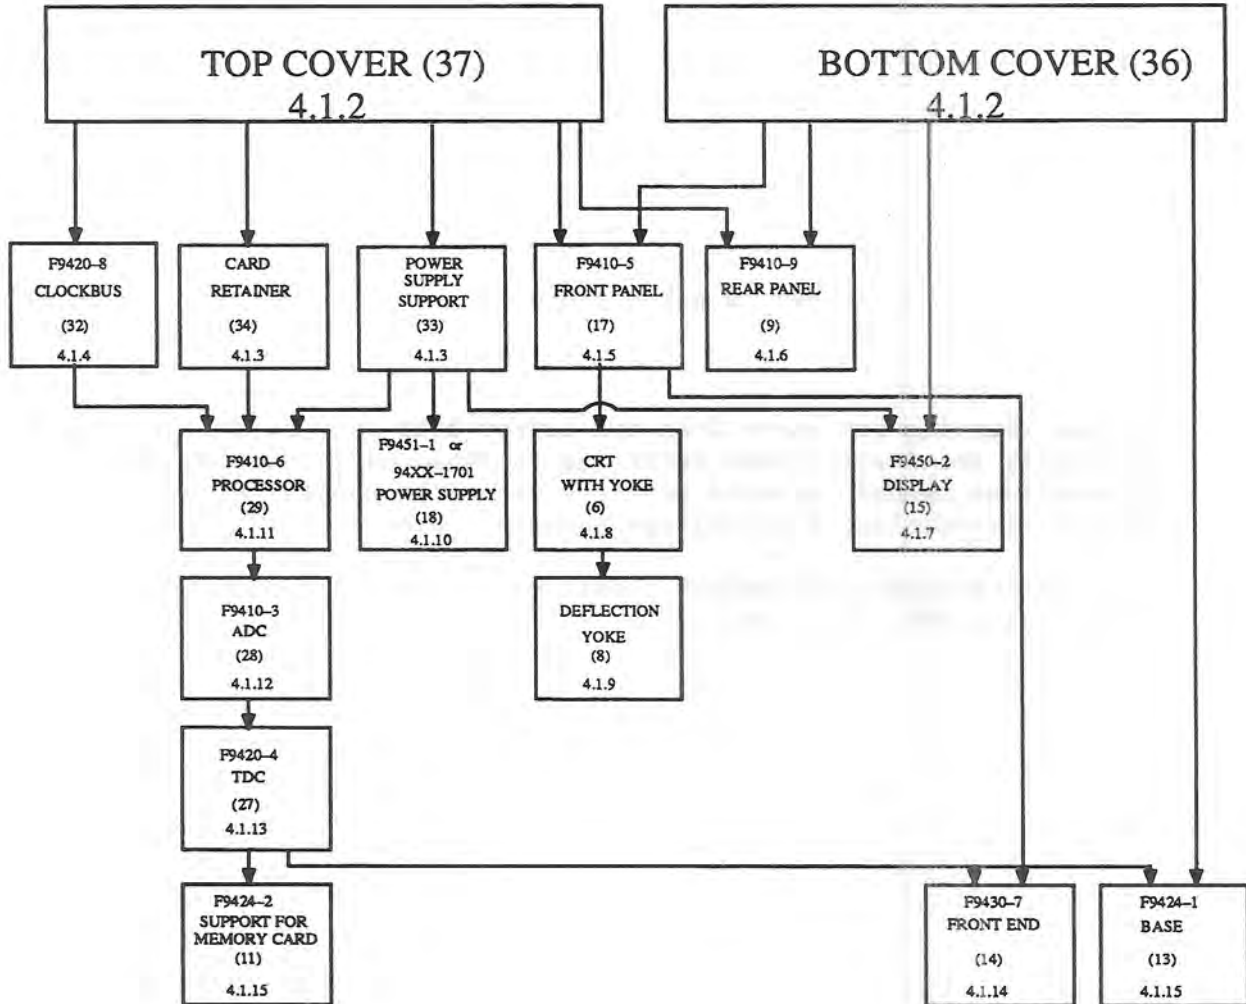 TOP COVER (37)
4.1.2
BOTTOM COVER (36)
4.1.2
F9420-8
CLOCKBUS
(32)
4.1.4
CARD
RETAINER
(34)
4.1.3
POWER
SUPPLY
SUPPORT
(33)
4.1.3
F9410-5
FRONT PANEL
(17)
4.1.5
F9410-9
REAR PANEL
(9)
4.1.6
F9410-6
PROCESSOR
(29)
4.1.11
F9451-1 or
94XX-1701
POWER SUPPLY
(18)
4.1.10
CRT
WITH YOKE
(6)
4.1.8
F9450-2
DISPLAY
(15)
4.1.7
F9410-3
ADC
(28)
4.1.12
DEFLECTION
YOKE
(8)
4.1.9
F9420-4
TDC
(27)
4.1.13
F9424-2
SUPPORT FOR
MEMORY CARD
(11)
4.1.15
F9430-7
FRONT END
(14)
4.1.14
F9424-1
BASE
(13)
4.1.15